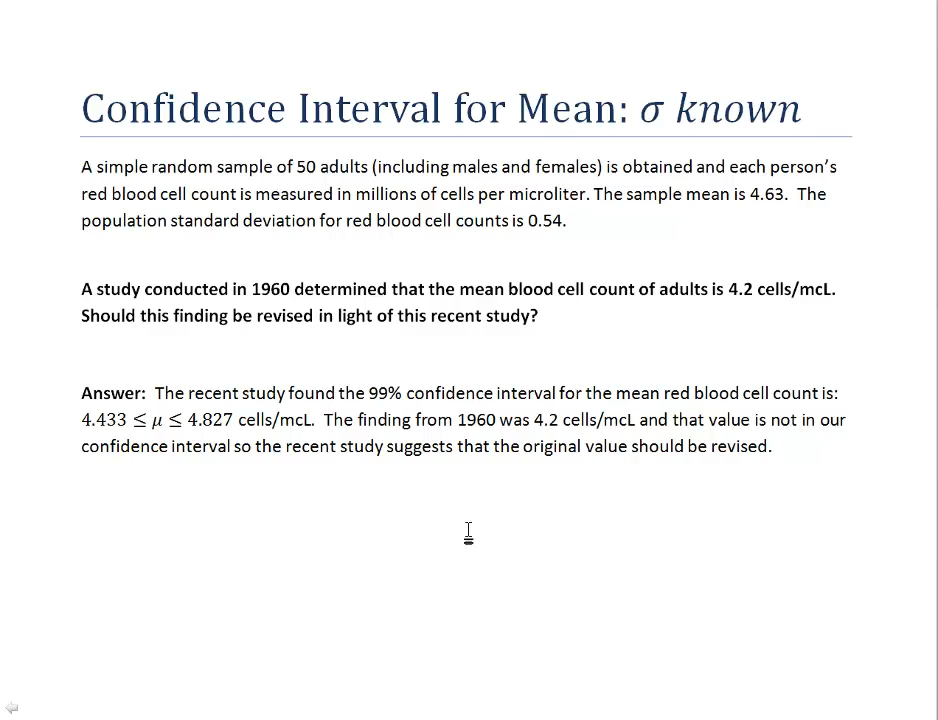 Confidence Interval for Mean: σ known
A simple random sample of 50 adults (including males and females) is obtained and each person's
red blood cell count is measured in millions of cells per microliter. The sample mean is 4.63. The
population standard deviation for red blood cell counts is 0.54.
A study conducted in 1960 determined that the mean blood cell count of adults is 4.2 cells/mcL.
Should this finding be revised in light of this recent study?
Answer: The recent study found the 99% confidence interval for the mean red blood cell count is:
4.433 ≤ μ ≤ 4.827 cells/mcL. The finding from 1960 was 4.2 cells/mcL and that value is not in our
confidence interval so the recent study suggests that the original value should be revised.